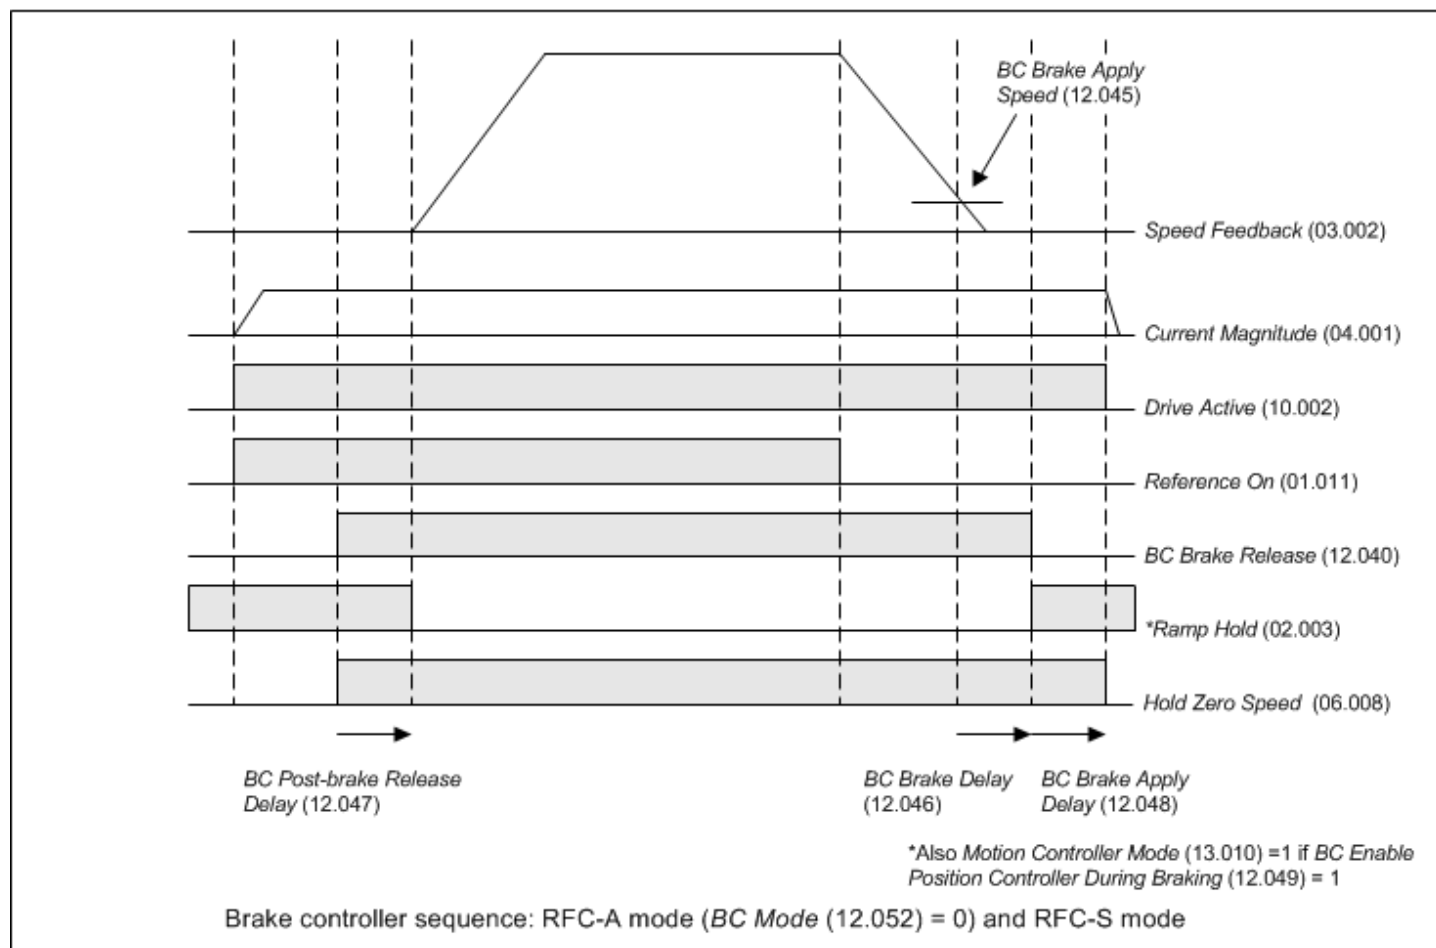 BC Brake Apply
Speed (12.045)
Speed Feedback (03.002)
Current Magnitude (04.001)
Drive Active (10.002)
Reference On (01.011)
BC Brake Release (12.040)
*Ramp Hold (02.003)
Hold Zero Speed (06.008)
BC Post-brake Release
Delay (12.047)
BC Brake Delay
(12.046)
BC Brake Apply
Delay (12.048)
*Also Motion Controller Mode (13.010) =1 if BC Enable
Position Controller During Braking (12.049) = 1
Brake controller sequence: RFC-A mode (BC Mode (12.052) = 0) and RFC-S mode